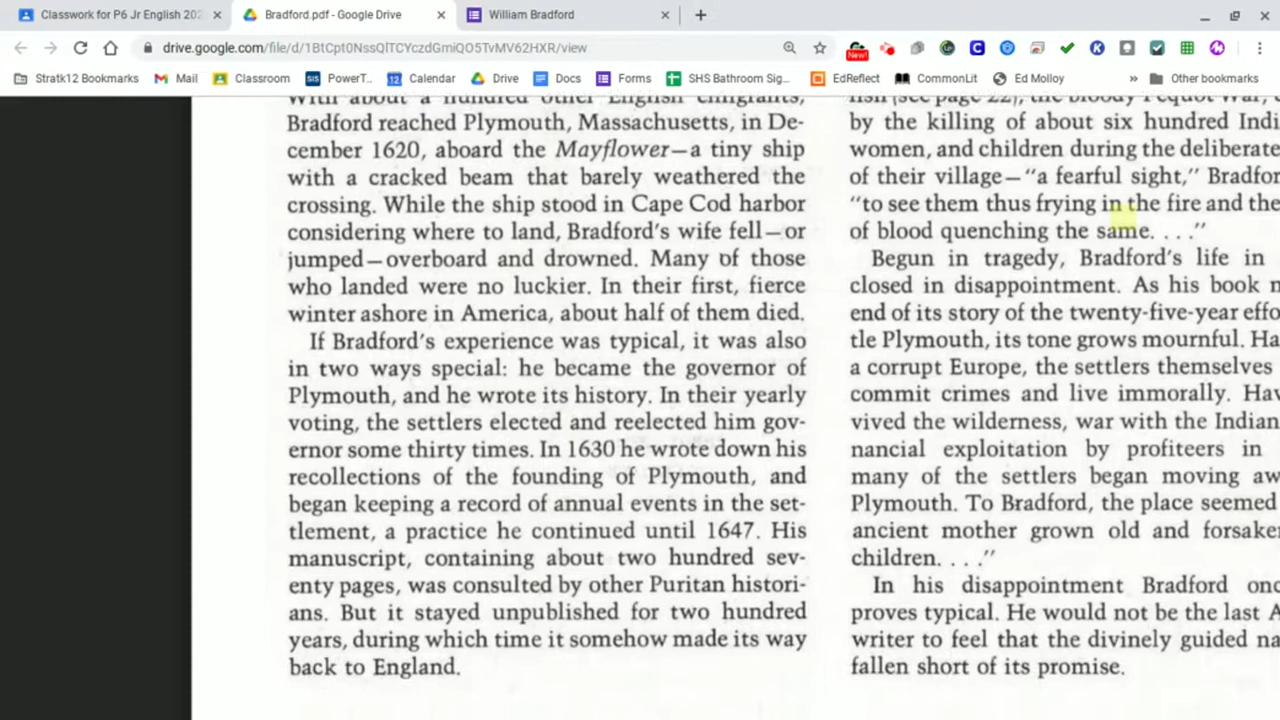 Classwork for P6 Jr English 202
Bradford.pdf - Google Drive
William Bradford
drive.google.com/file/d/1BtCpt0NssQlTCYczdGmiQO5TvMV62HXR/view
New!
Stratk12 Bookmarks
Mail
Classroom
SIS PowerT...
12 Calendar
Drive
Docs
Forms
SHS Bathroom Sig...
EdReflect
CommonLit
Ed Molloy
»
Other bookmarks
With about a hundred other English emigrants,
Bradford reached Plymouth, Massachusetts, in De-
cember 1620, aboard the Mayflower—a tiny ship
with a cracked beam that barely weathered the
crossing. While the ship stood in Cape Cod harbor
considering where to land, Bradford's wife fell—or
jumped—overboard and drowned. Many of those
who landed were no luckier. In their first, fierce
winter ashore in America, about half of them died.
If Bradford's experience was typical, it was also
in two ways special: he became the governor of
Plymouth, and he wrote its history. In their yearly
voting, the settlers elected and reelected him gov-
ernor some thirty times. In 1630 he wrote down his
recollections of the founding of Plymouth, and
began keeping a record of annual events in the set-
tlement, a practice he continued until 1647. His
manuscript, containing about two hundred sev-
enty pages, was consulted by other Puritan histori-
ans. But it stayed unpublished for two hundred
years, during which time it somehow made its way
back to England.
fish (see page 22), the bloody Pequot War,
by the killing of about six hundred Indi
women, and children during the deliberate
of their village—"a fearful sight," Bradfor
"to see them thus frying in the fire and the
of blood quenching the same. . . ."
Begun in tragedy, Bradford's life in
closed in disappointment. As his book n
end of its story of the twenty-five-year effo
tle Plymouth, its tone grows mournful. Ha
a corrupt Europe, the settlers themselves
commit crimes and live immorally. Hav
vived the wilderness, war with the Indian
nancial exploitation by profiteers in
many of the settlers began moving aw
Plymouth. To Bradford, the place seemed
ancient mother grown old and forsake
children. . . ."
In his disappointment Bradford onc
proves typical. He would not be the last A
writer to feel that the divinely guided na
fallen short of its promise.